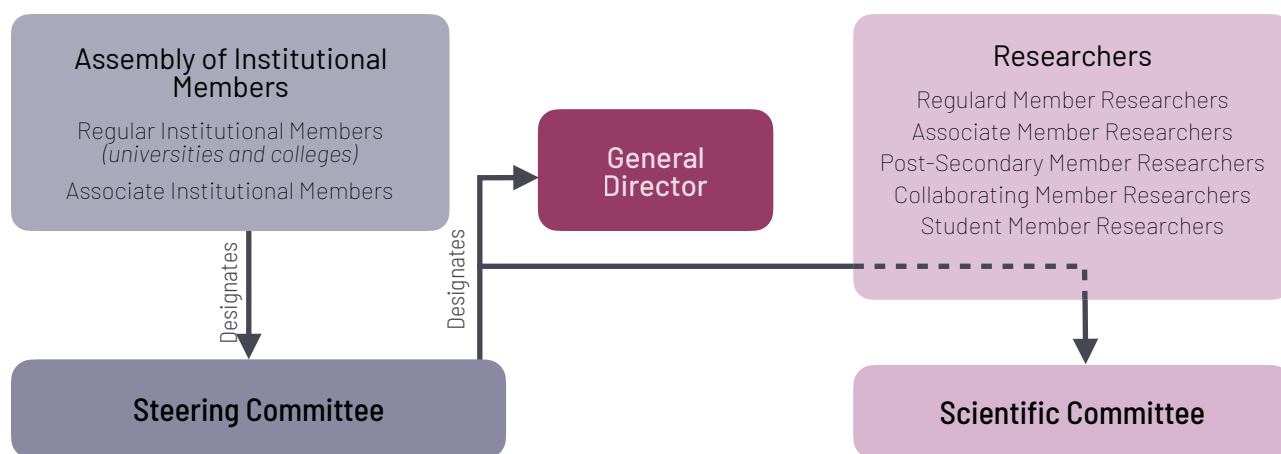 Assembly of Institutional
Members
Regular Institutional Members
(universities and colleges)
Associate Institutional Members
Designates
Steering Committee
Designates
General
Director
Researchers
Regulard Member Researchers
Associate Member Researchers
Post-Secondary Member Researchers
Collaborating Member Researchers
Student Member Researchers
Scientific Committee